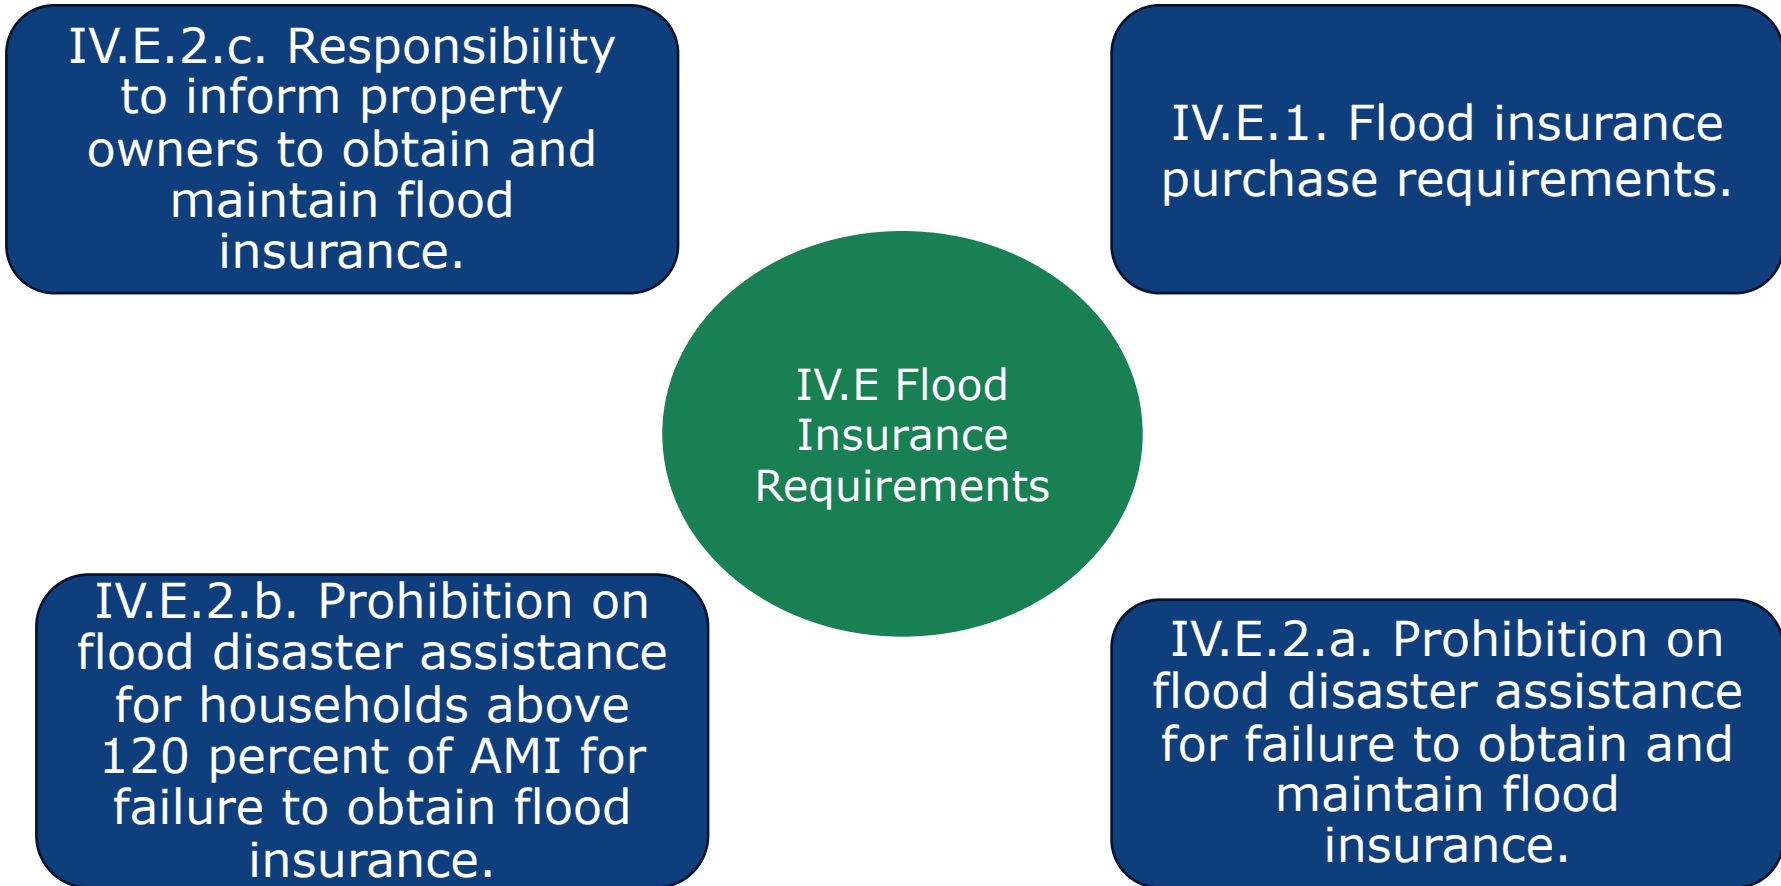 IV.E.2.c. Responsibility
to inform property
owners to obtain and
maintain flood
insurance.
IV.E.1. Flood insurance
purchase requirements.
IV.E Flood
Insurance
Requirements
IV.E.2.b. Prohibition on
flood disaster assistance
for households above
120 percent of AMI for
failure to obtain flood
insurance.
IV.E.2.a. Prohibition on
flood disaster assistance
for failure to obtain and
maintain flood
insurance.